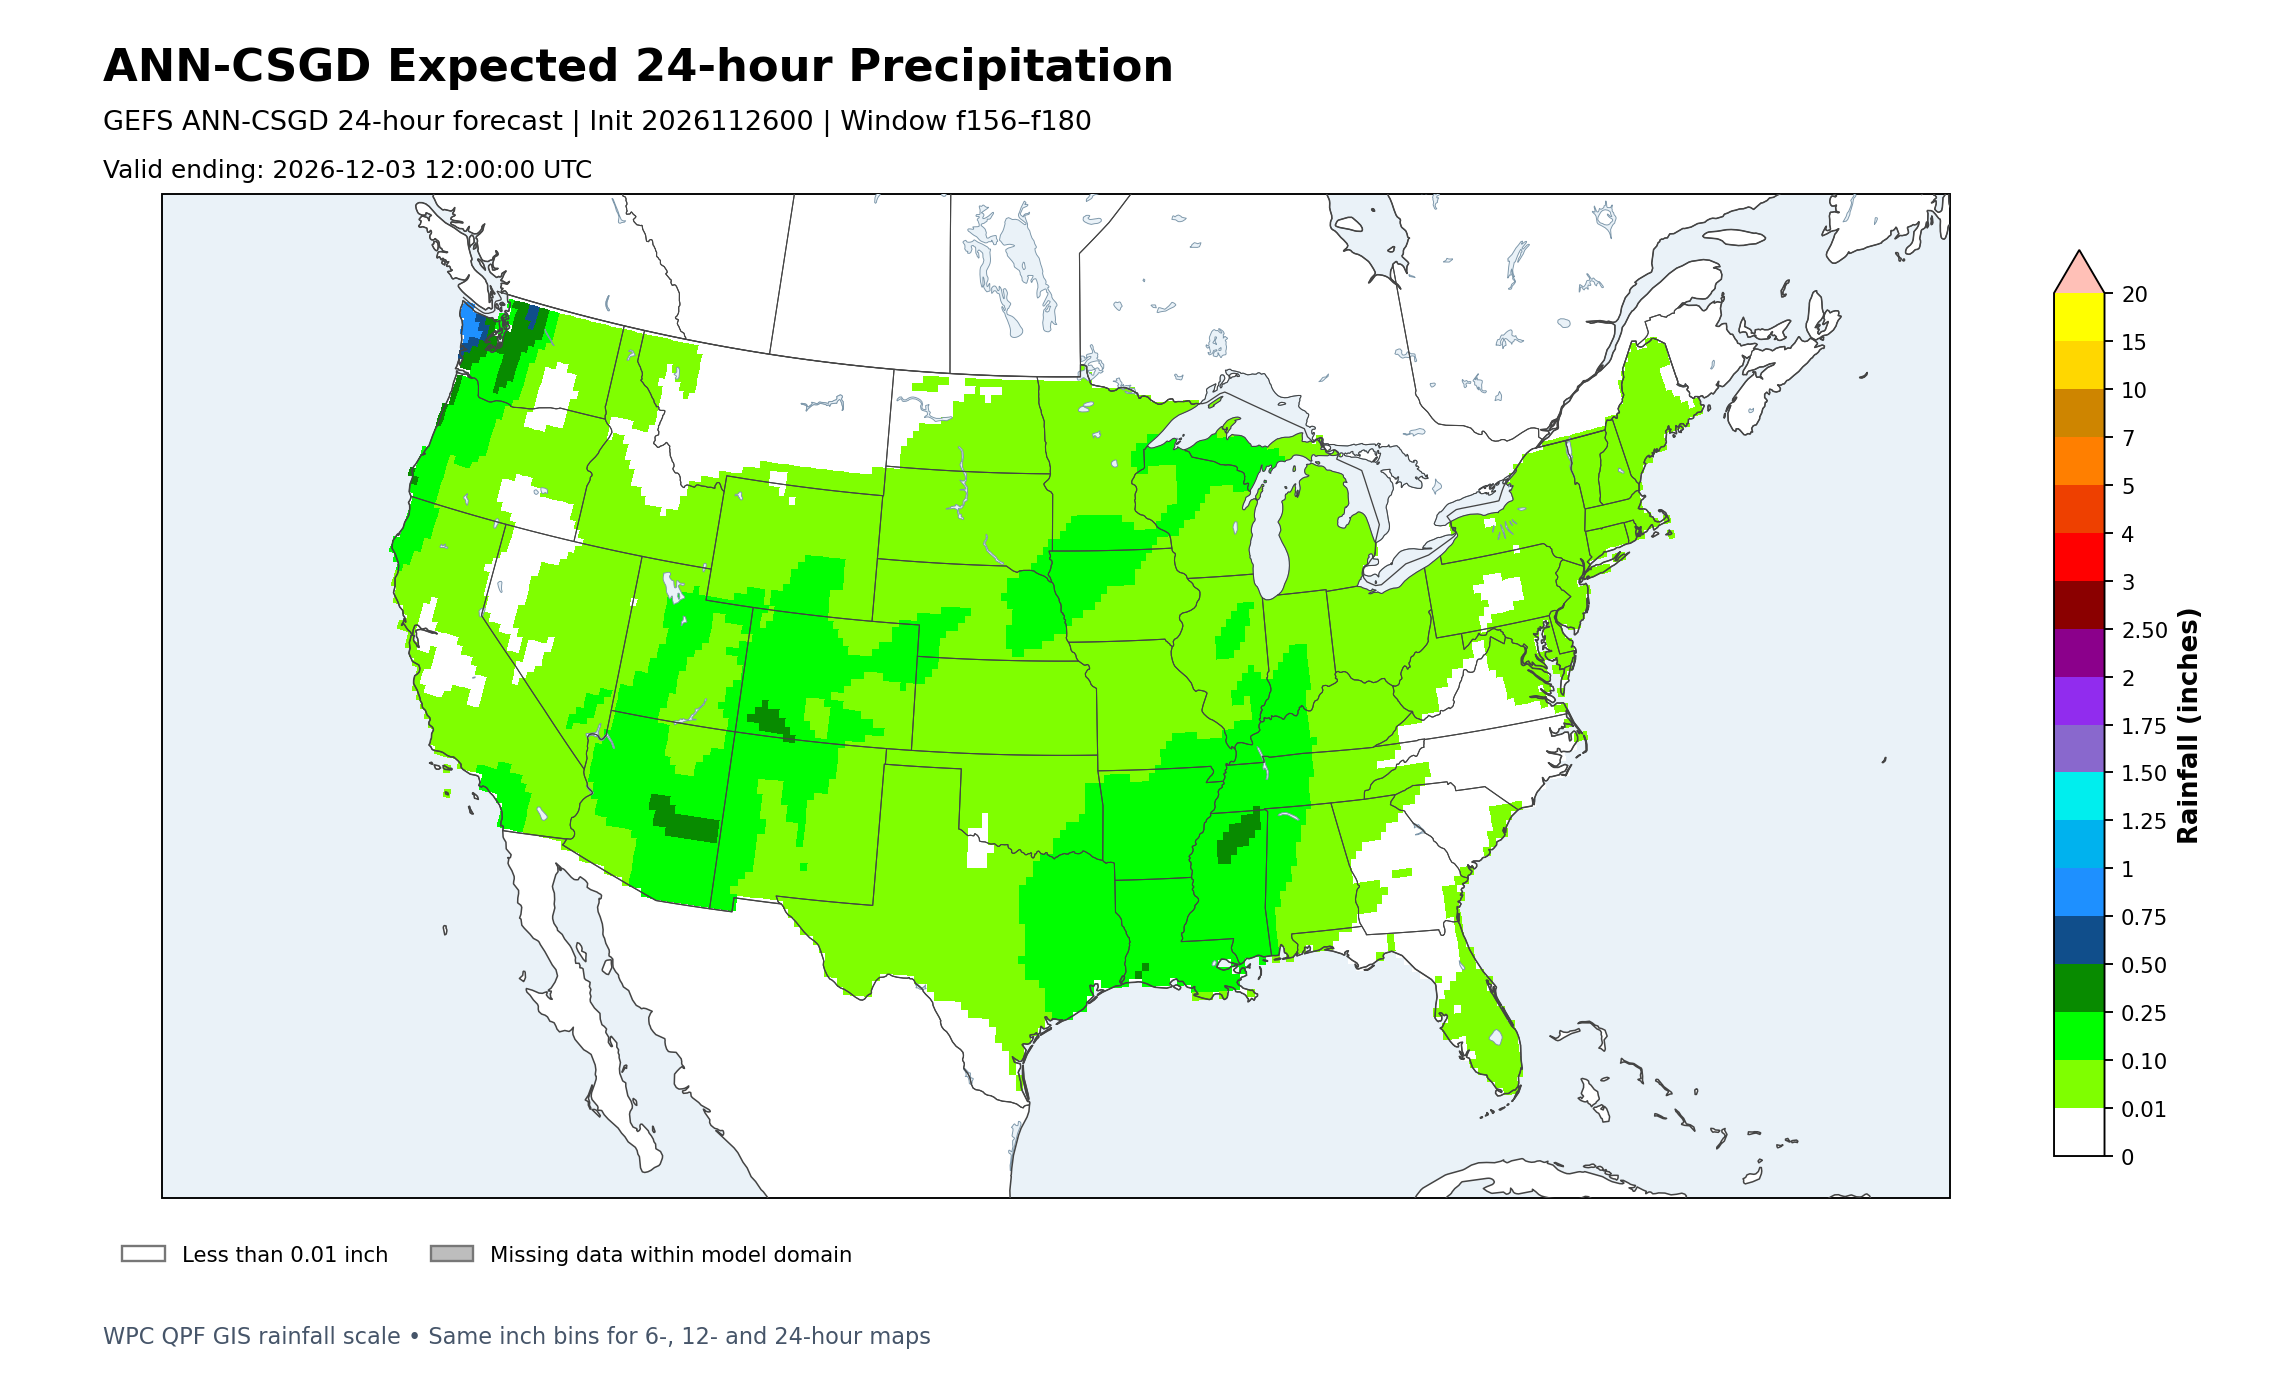 ANN-CSGD Expected 24-hour Precipitation
GEFS ANN-CSGD 24-hour forecast | Init 2026112600 | Window f156–f180
Valid ending: 2026-12-03 12:00:00 UTC
20
15
10
7
5
4
3
2.50
2
1.75
1.50
1.25
1
0.75
0.50
0.25
0.10
0.01
0
Rainfall (inches)
Less than 0.01 inch
Missing data within model domain
WPC QPF GIS rainfall scale • Same inch bins for 6-, 12- and 24-hour maps